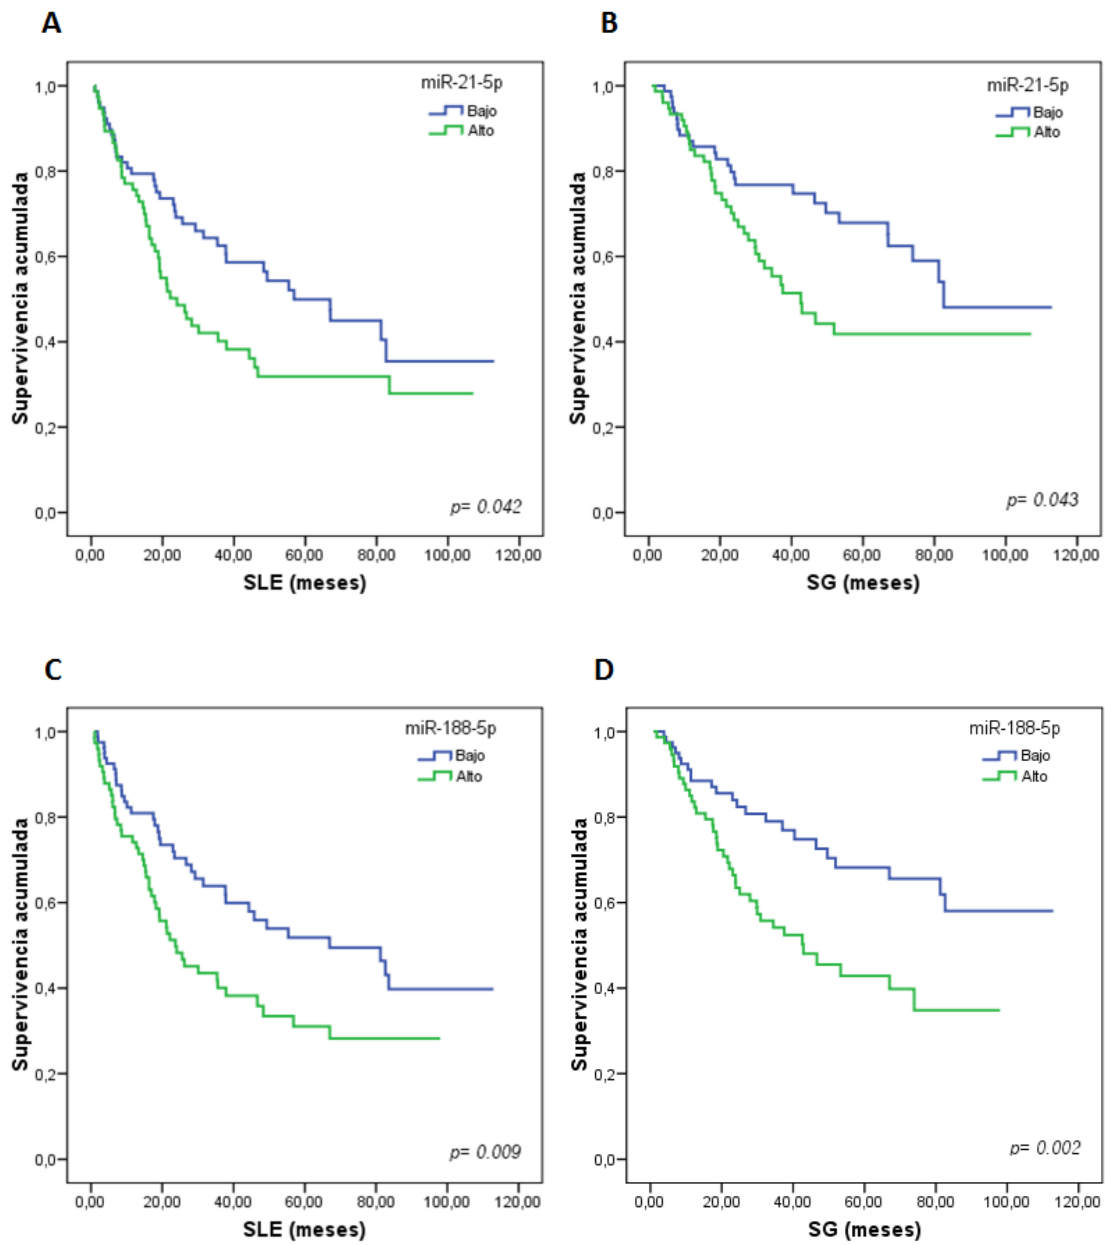 A
miR-21-5p
Bajo
Alto
Supervivencia acumulada
1,0
0,8
0,6
0,4
0,2
0,0
p= 0.042
0,00 20,00 40,00 60,00 80,00 100,00 120,00
SLE (meses)
B
miR-21-5p
Bajo
Alto
Supervivencia acumulada
1,0
0,8
0,6
0,4
0,2
0,0
p= 0.043
0,00 20,00 40,00 60,00 80,00 100,00 120,00
SG (meses)
C
miR-188-5p
Bajo
Alto
Supervivencia acumulada
1,0
0,8
0,6
0,4
0,2
0,0
p= 0.009
0,00 20,00 40,00 60,00 80,00 100,00 120,00
SLE (meses)
D
miR-188-5p
Bajo
Alto
Supervivencia acumulada
1,0
0,8
0,6
0,4
0,2
0,0
p= 0.002
0,00 20,00 40,00 60,00 80,00 100,00 120,00
SG (meses)